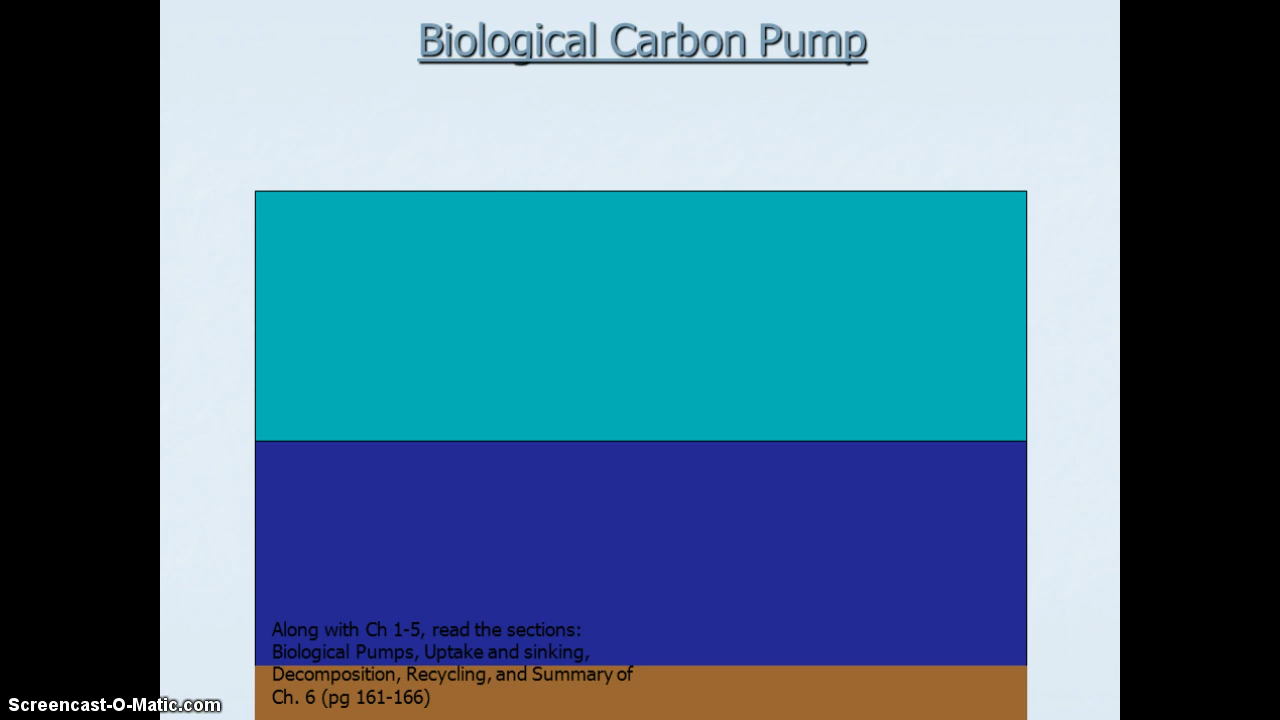 Biological Carbon Pump
Along with Ch 1-5, read the sections:
Biological Pumps, Uptake and sinking,
Decomposition, Recycling, and Summary of
Ch. 6 (pg 161-166)
Screencast-O-Matic.com